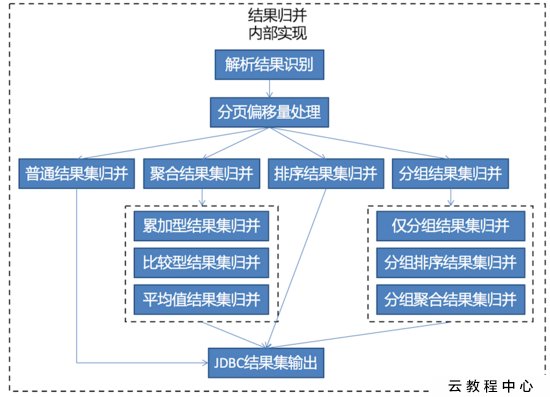 结果归并
内部实现
解析结果识别
分页偏移量处理
普通结果集归并
聚合结果集归并
排序结果集归并
分组结果集归并
累加型结果集归并
比较型结果集归并
平均值结果集归并
仅分组结果集归并
分组排序结果集归并
分组聚合结果集归并
JDBC结果集输出
云教程中心